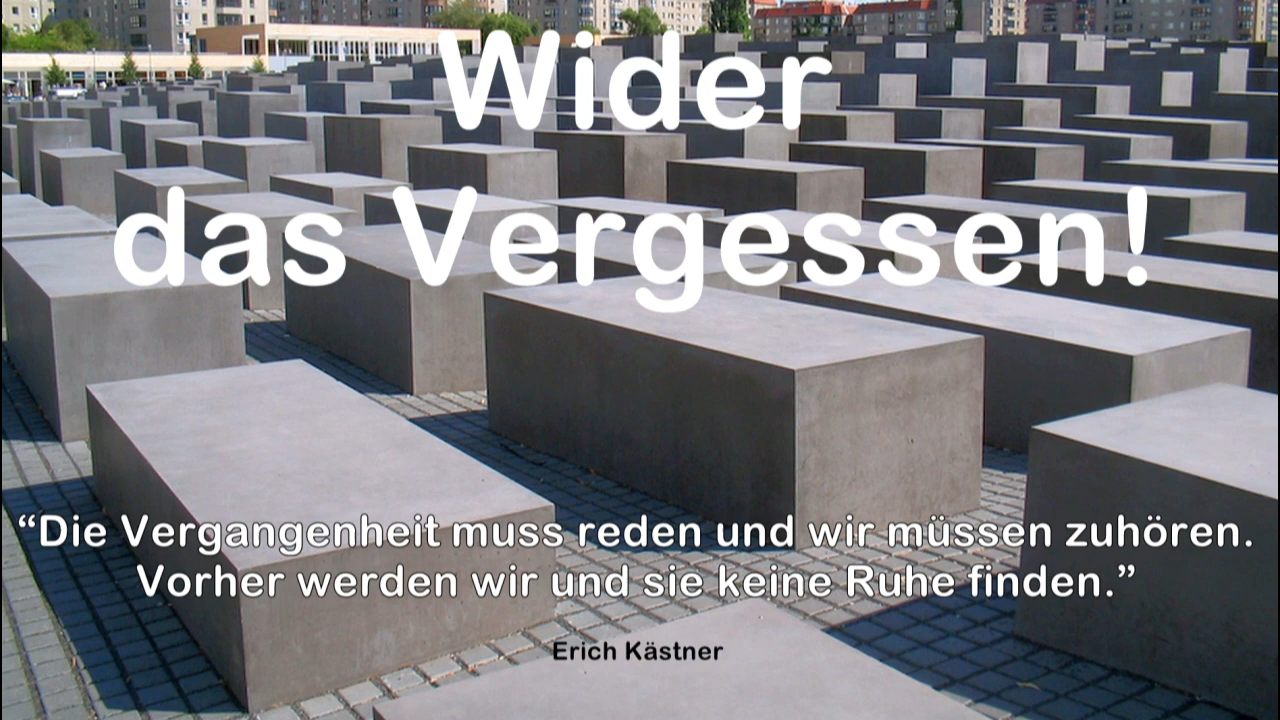 Wider
das Vergessen!
“Die Vergangenheit muss reden und wir müssen zuhören.
Vorher werden wir und sie keine Ruhe finden.”
Erich Kästner